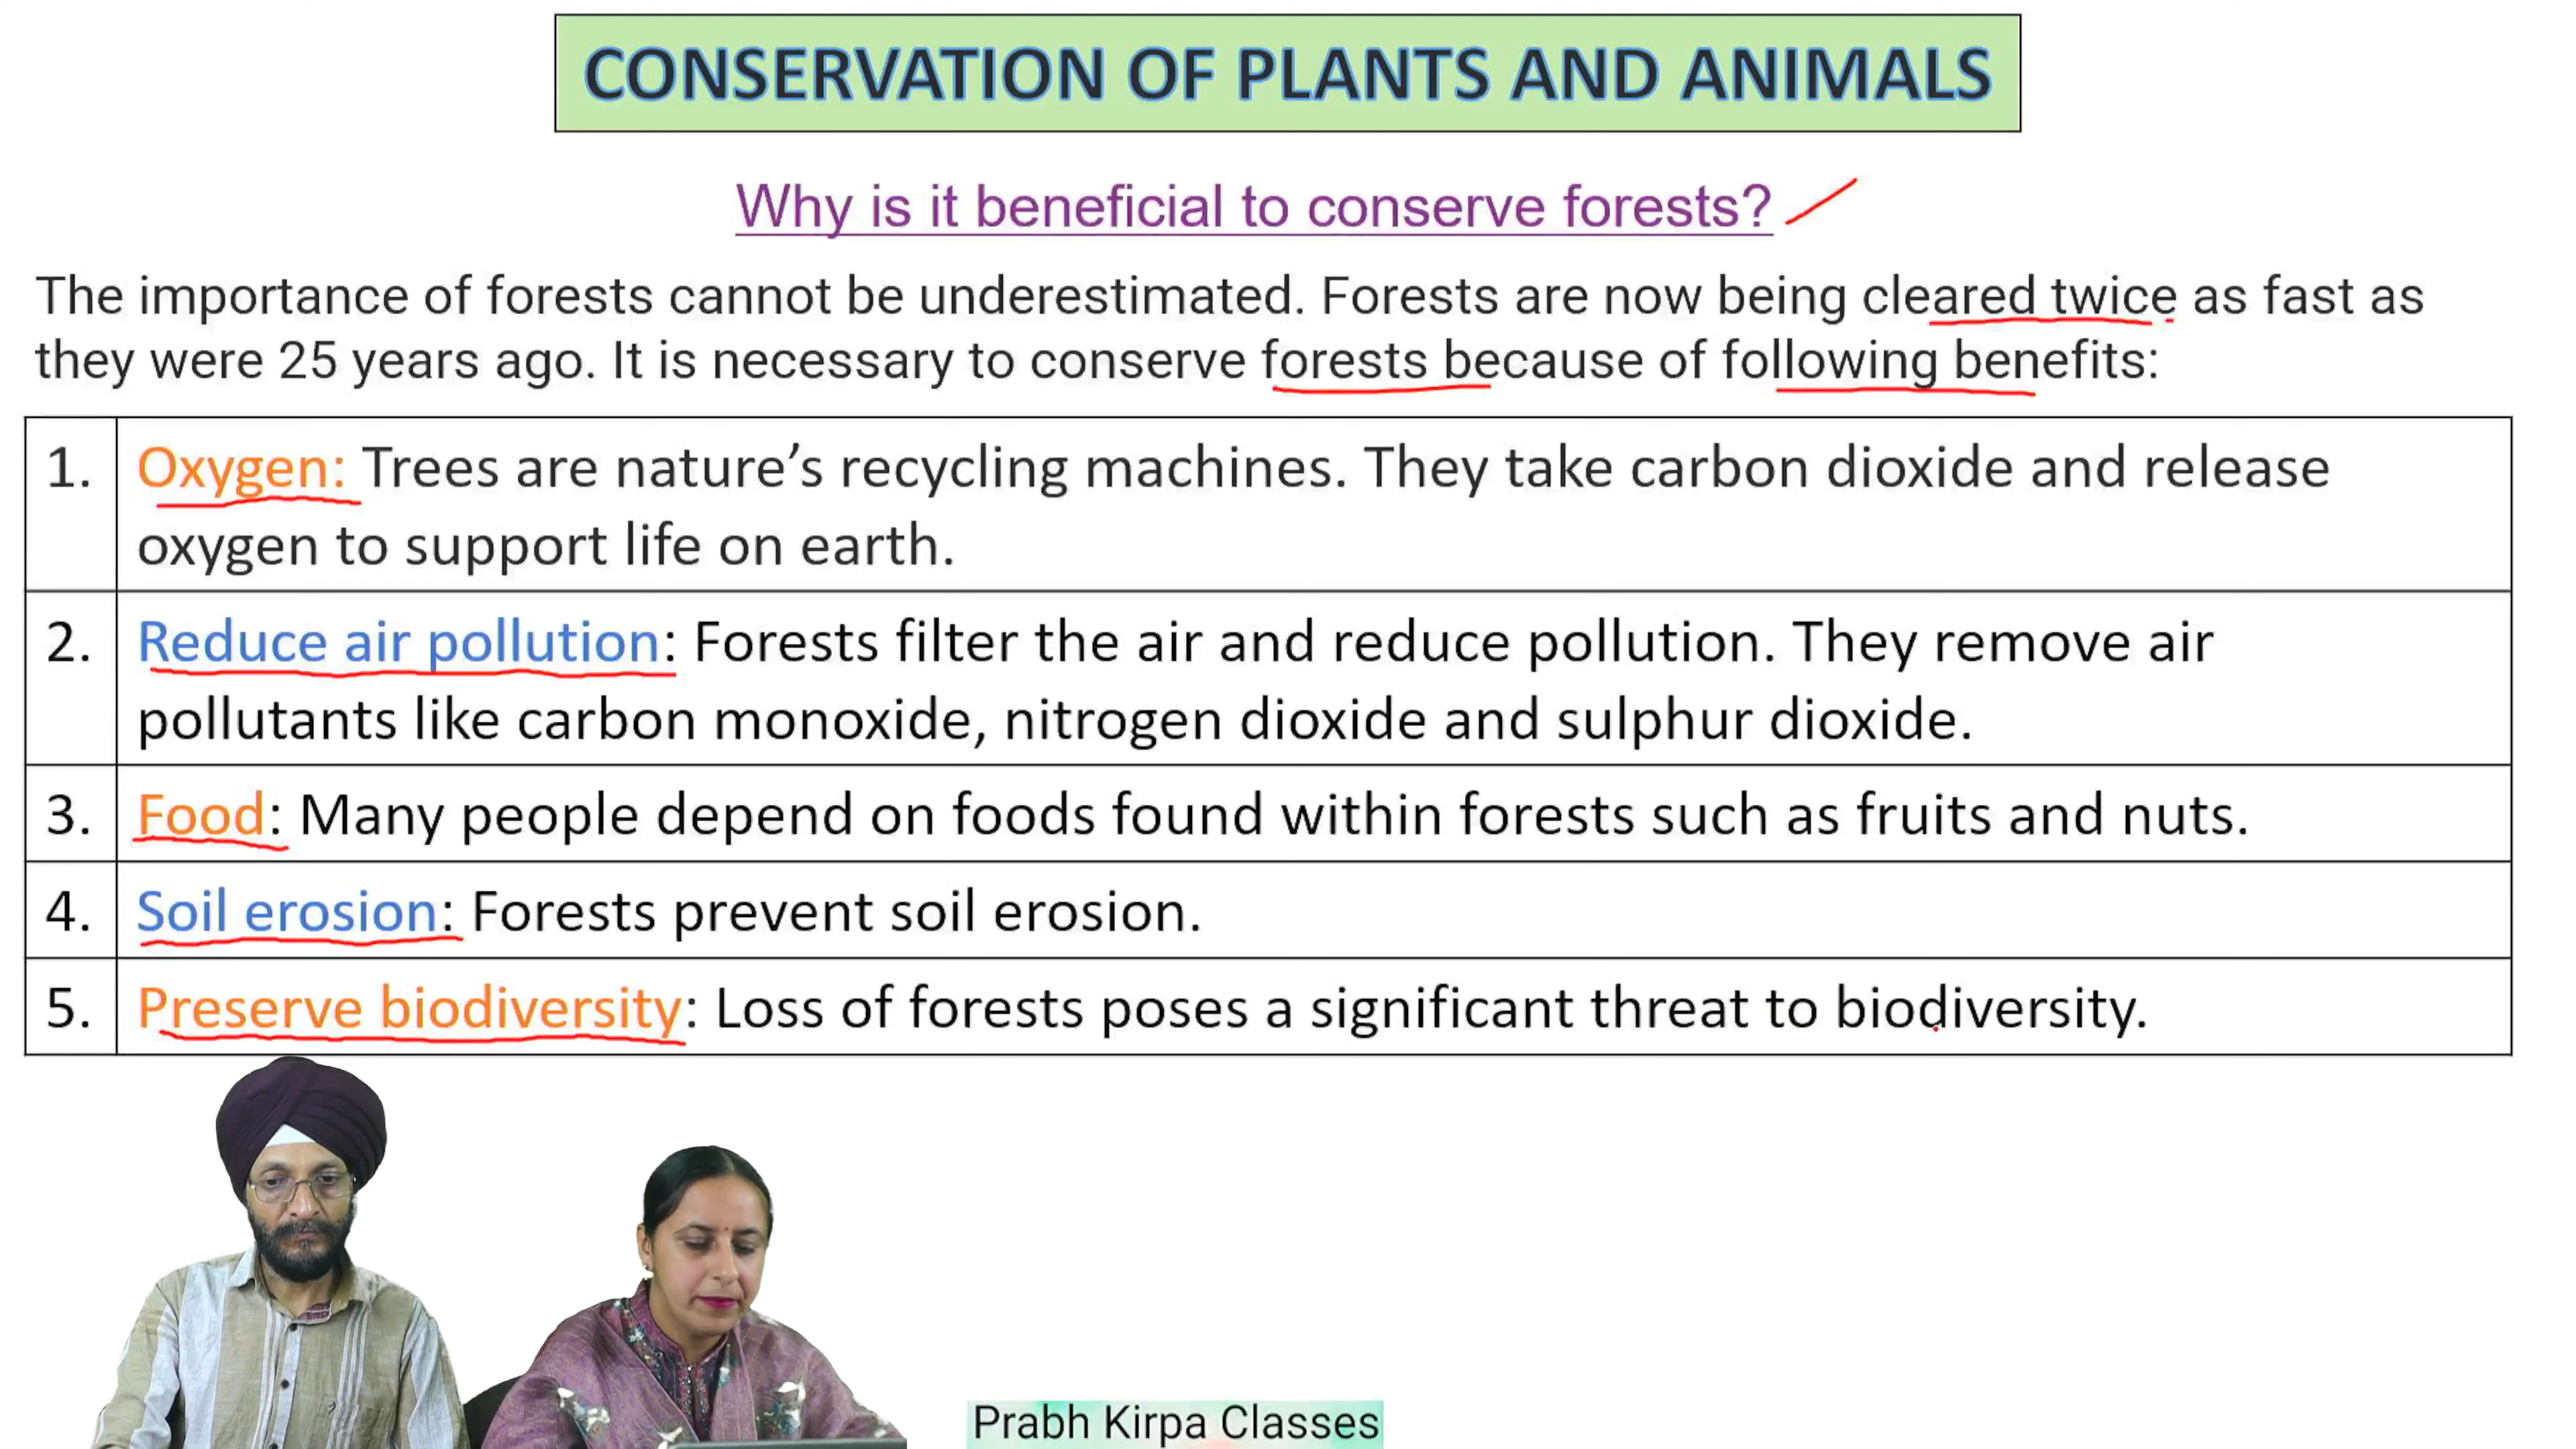 CONSERVATION OF PLANTS AND ANIMALS
Why is it beneficial to conserve forests?
The importance of forests cannot be underestimated. Forests are now being cleared twice as fast as
they were 25 years ago. It is necessary to conserve forests because of following benefits:
1. Oxygen: Trees are nature’s recycling machines. They take carbon dioxide and release
oxygen to support life on earth.
2. Reduce air pollution: Forests filter the air and reduce pollution. They remove air
pollutants like carbon monoxide, nitrogen dioxide and sulphur dioxide.
3. Food: Many people depend on foods found within forests such as fruits and nuts.
4. Soil erosion: Forests prevent soil erosion.
5. Preserve biodiversity: Loss of forests poses a significant threat to biodiversity.
Prabh Kirpa Classes